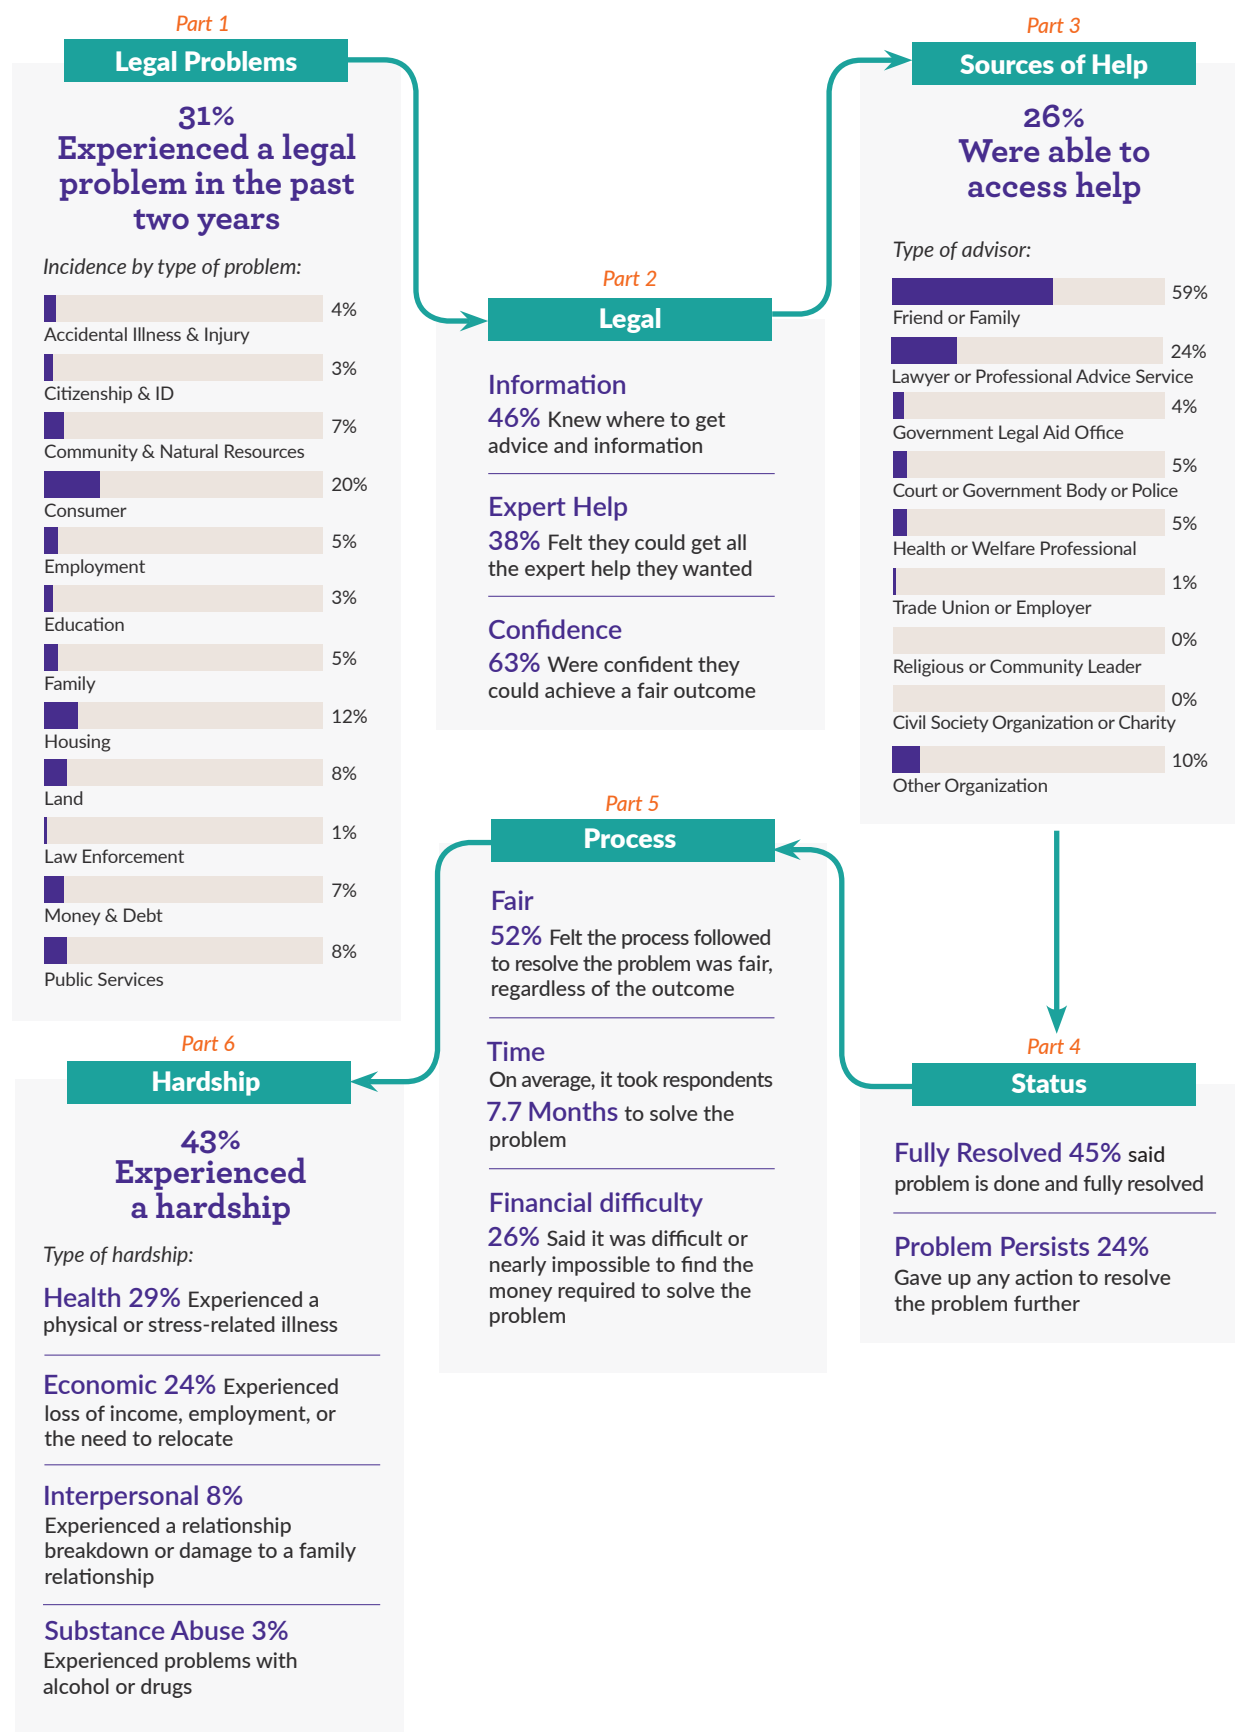 Part 1
Legal Problems
31%
Experienced a legal
problem in the past
two years
Incidence by type of problem:
4%
Accidental Illness & Injury
3%
Citizenship & ID
7%
Community & Natural Resources
20%
Consumer
5%
Employment
3%
Education
5%
Family
12%
Housing
8%
Land
1%
Law Enforcement
7%
Money & Debt
8%
Public Services
Part 2
Legal
Information
46% Knew where to get
advice and information
Expert Help
38% Felt they could get all
the expert help they wanted
Confidence
63% Were confident they
could achieve a fair outcome
Part 3
Sources of Help
26%
Were able to
access help
Type of advisor:
59%
Friend or Family
24%
Lawyer or Professional Advice Service
4%
Government Legal Aid Office
5%
Court or Government Body or Police
5%
Health or Welfare Professional
1%
Trade Union or Employer
0%
Religious or Community Leader
0%
Civil Society Organization or Charity
10%
Other Organization
Part 4
Status
Fully Resolved 45% said
problem is done and fully resolved
Problem Persists 24%
Gave up any action to resolve
the problem further
Part 5
Process
Fair
52% Felt the process followed
to resolve the problem was fair,
regardless of the outcome
Time
On average, it took respondents
7.7 Months to solve the
problem
Financial difficulty
26% Said it was difficult or
nearly impossible to find the
money required to solve the
problem
Part 6
Hardship
43%
Experienced
a hardship
Type of hardship:
Health 29% Experienced a
physical or stress-related illness
Economic 24% Experienced
loss of income, employment, or
the need to relocate
Interpersonal 8%
Experienced a relationship
breakdown or damage to a family
relationship
Substance Abuse 3%
Experienced problems with
alcohol or drugs